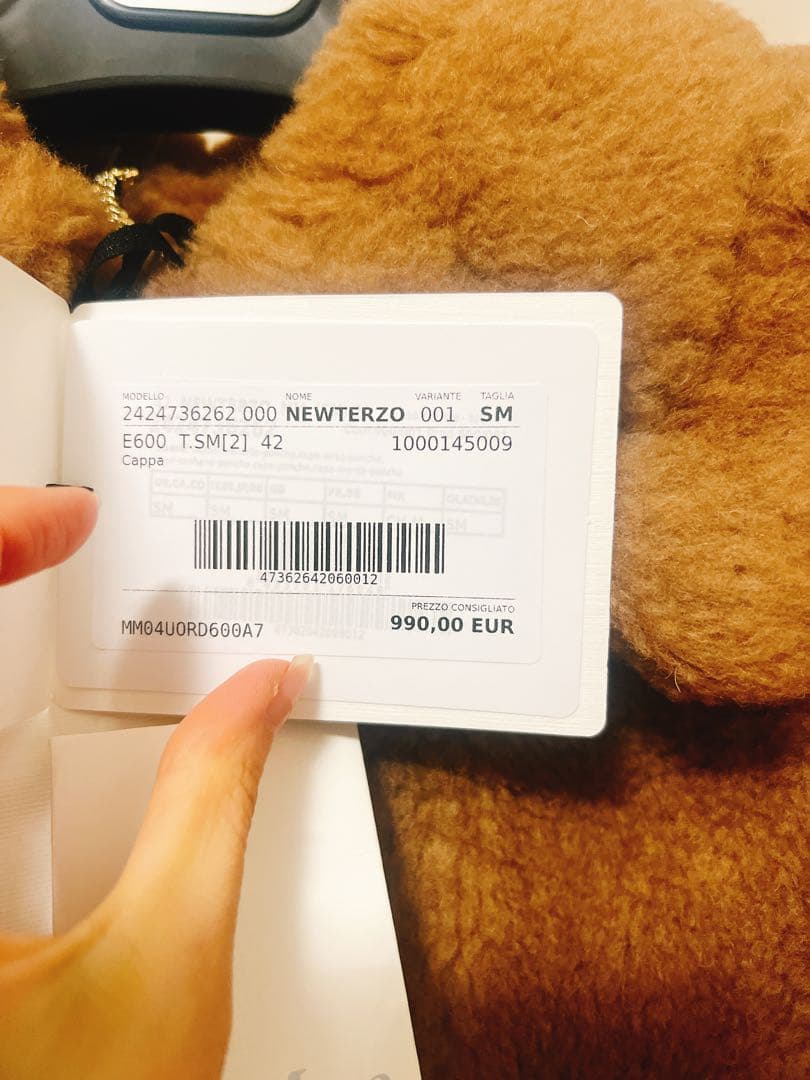 MODELLO NOME VARIANTE TAGLIA
2424736262 000 NEWTERZO 001 SM
E600 T.SM[2] 42 1000145009
Cappa
47362642060012
PREZZO CONSIGLIATO
MM04UORD600A7 990,00 EUR